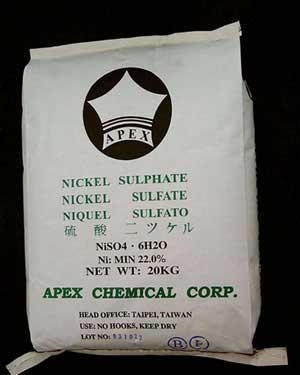 APEX
NICKEL SULPHATE
NICKEL SULFATE
NIQUEL SULFATO
硫酸二ツケル
NiSO4 · 6H2O
Ni: MIN 22.0%
NET WT: 20KG
APEX CHEMICAL CORP.
HEAD OFFICE: TAIPEI, TAIWAN
USE: NO HOOKS, KEEP DRY
LOT NO: